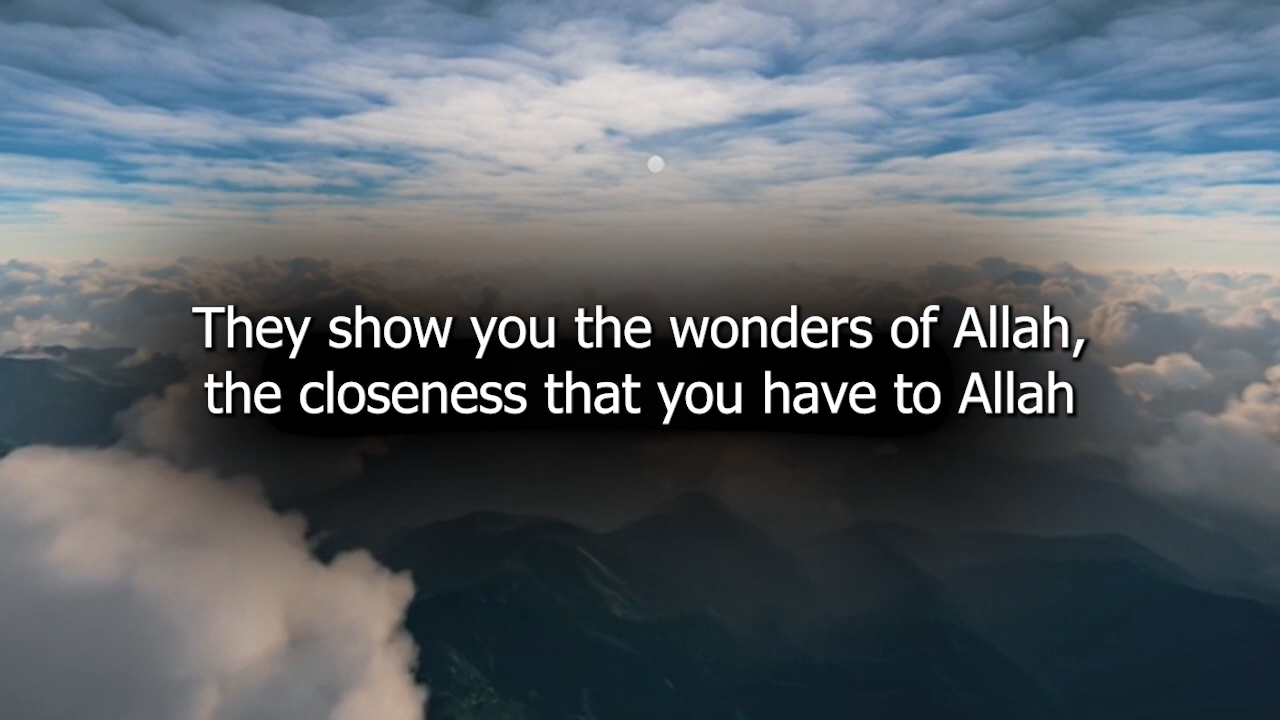 They show you the wonders of Allah,
the closeness that you have to Allah